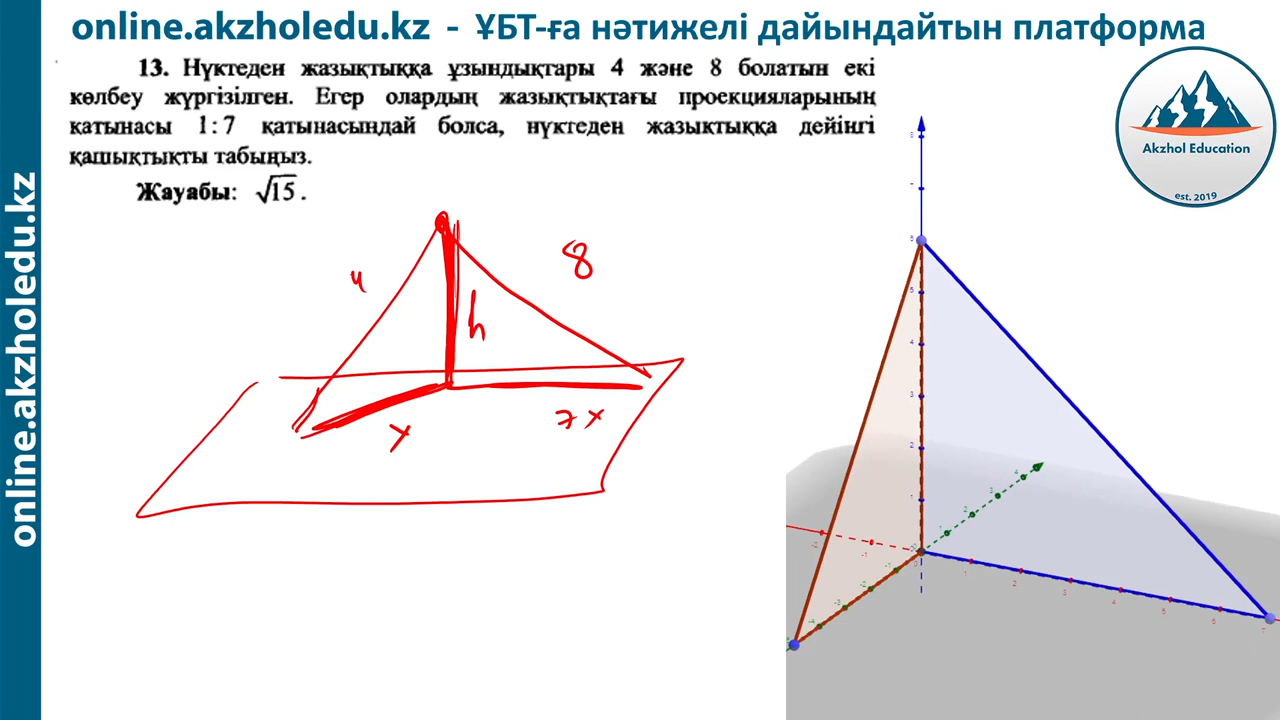 online.akzholedu.kz - ҰБТ-ға нәтижелі дайындайтын платформа
13. Нүктеден жазықтыққа ұзындықтары 4 және 8 болатын екі
көлбеу жүргізілген. Егер олардың жазықтықтағы проекцияларының
қатынасы 1:7 қатынасындай болса, нүктеден жазықтыққа дейінгі
қашықтықты табыңыз.
Жауабы: √15.
Akzhol Education
est. 2019
online.akzholedu.kz
4
8
h
x
7x